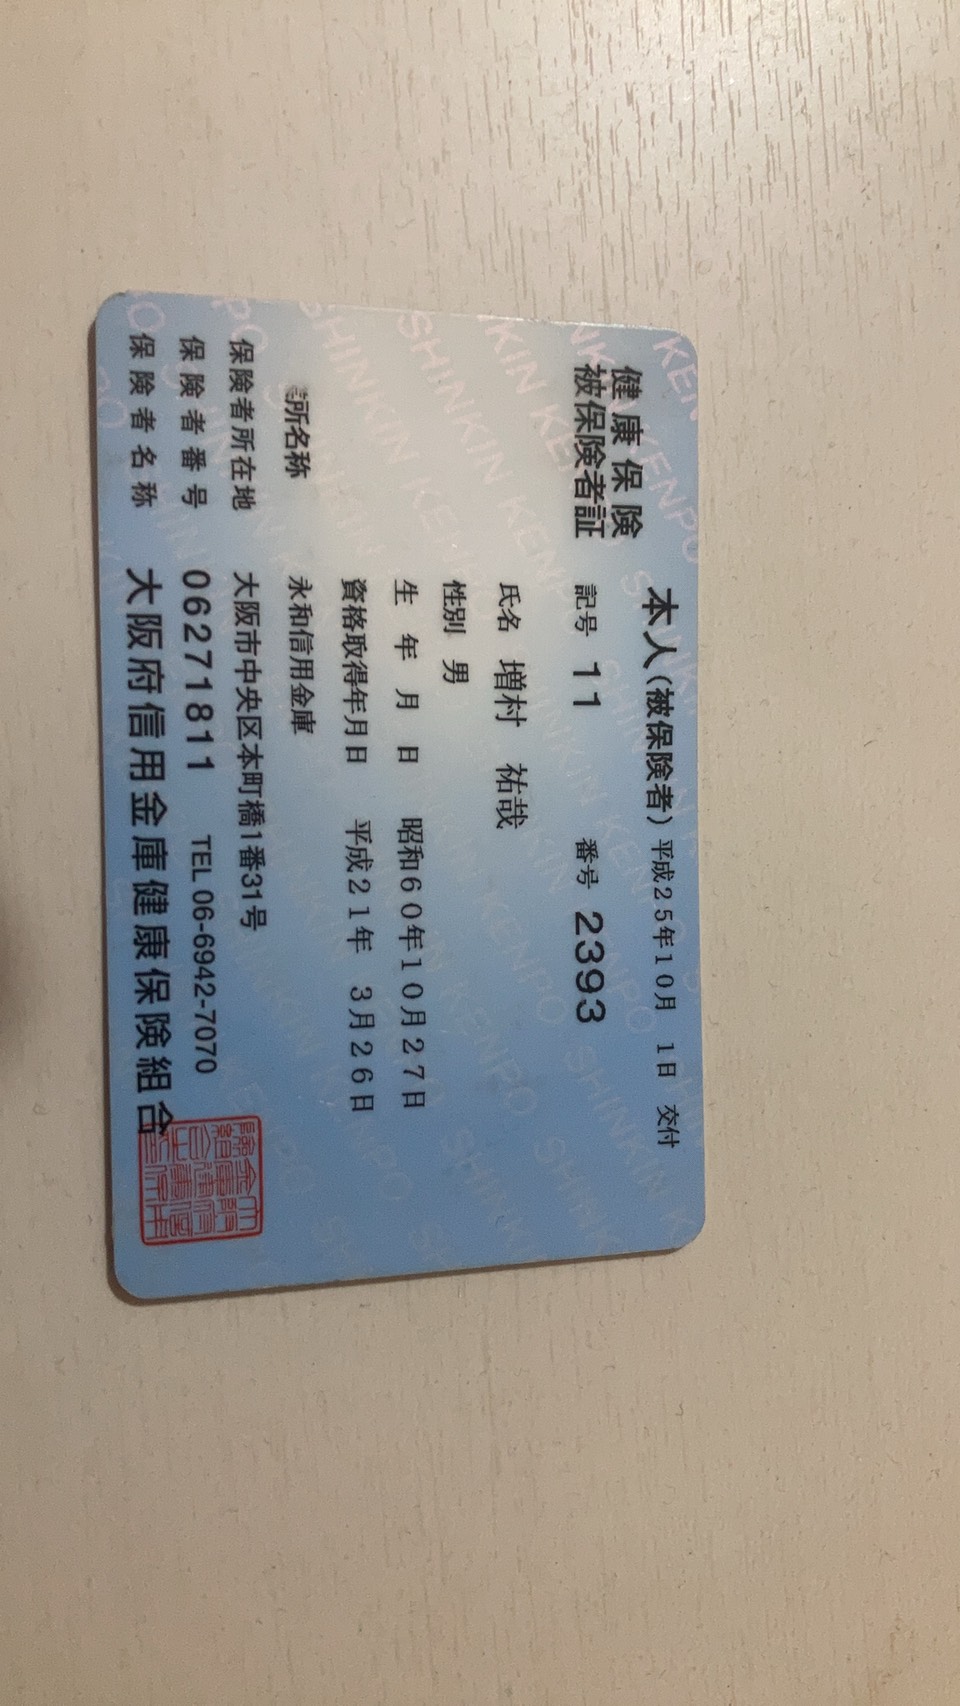 健康保険
被保険者証
本人(被保険者) 平成25年10月 1日 交付
記号 11 番号 2393
氏名 増村 祐哉
性別 男
生年月日 昭和60年10月27日
資格取得年月日 平成21年 3月26日
所名称 永和信用金庫
保険者所在地 大阪市中央区本町橋1番31号
保険者番号 06271811 TEL 06-6942-7070
保険者名称 大阪府信用金庫健康保険組合
SHINKIN KENPO